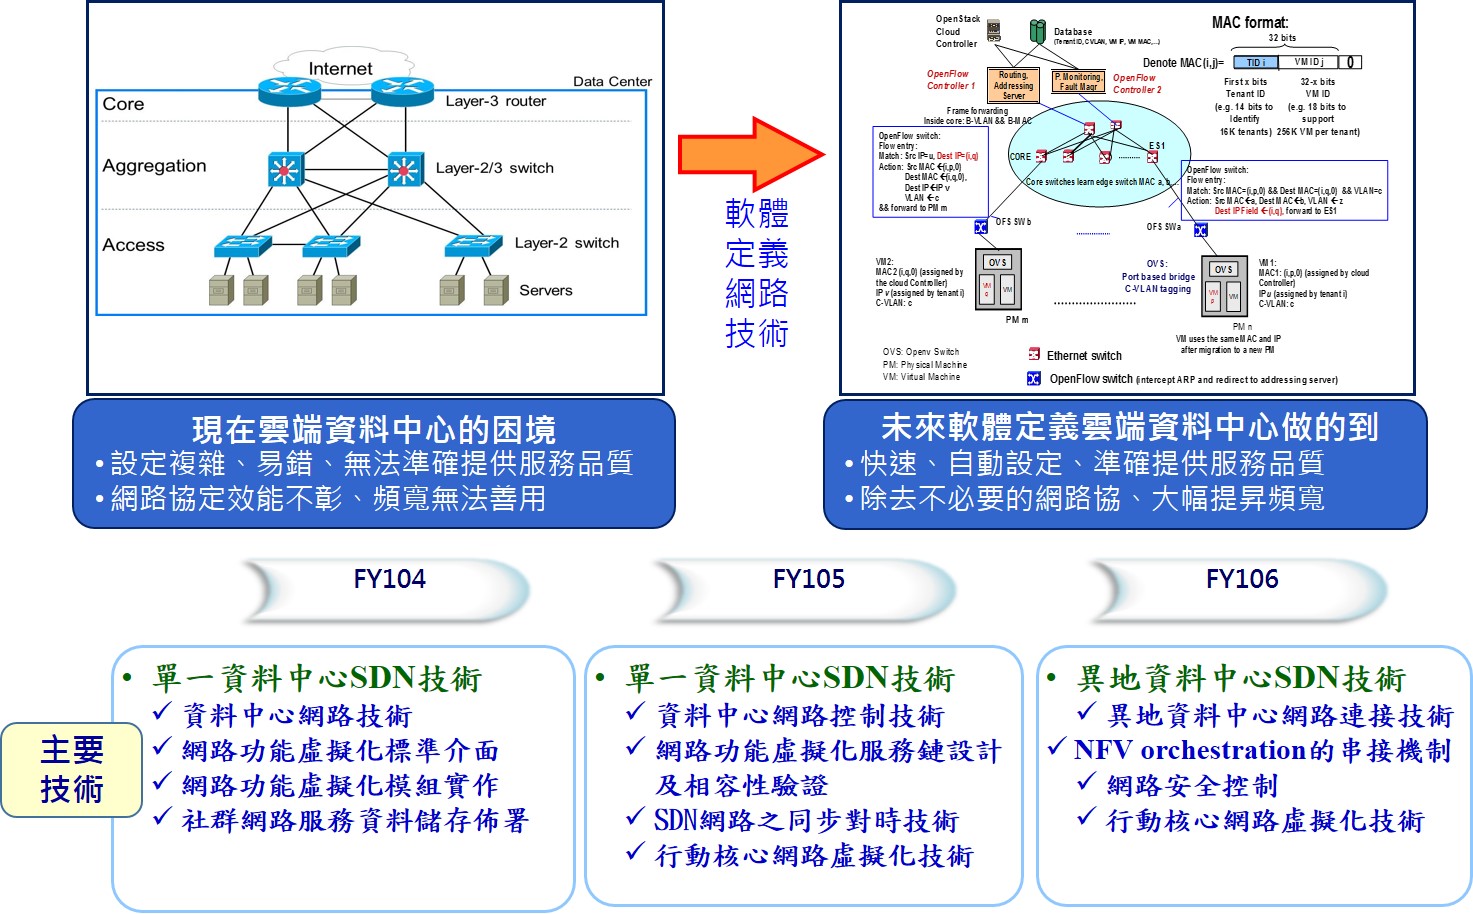 Internet
Data Center
Core
Layer-3 router
Aggregation
Layer-2/3 switch
Access
Layer-2 switch
Servers
軟體
定義
網路
技術
OpenStack
Cloud
Controller
Database
(Tenant ID, CVLAN, VM IP, VM MAC,...)
MAC format:
32 bits
Denote MAC(i,j)=
TID i
VM ID j
0
First x bits
Tenant ID
(e.g. 14 bits to
Identify
16K tenants)
32-x bits
VM ID
(e.g. 18 bits to
support
256K VM per tenant)
OpenFlow
Controller 1
Routing,
Addressing
Server
P. Monitoring,
Fault Maqr
OpenFlow
Controller 2
Frame forwarding
Inside core: B-VLAN && B-MAC
OpenFlow switch:
Flow entry:
Match: Src IP=u, Dest IP=(i,q)
Action: Src MAC←(i,p,0)
Dest MAC←(i,q,0),
Dest IP←IP v
VLAN ← c
&& forward to PM m
CORE
ES1
Core switches learn edge switch MAC a, b,...
OpenFlow switch:
Flow entry:
Match: Src MAC=(i,p,0) && Dest MAC=(i,q,0) && VLAN=c
Action: Src MAC←a, Dest MAC←b, VLAN ← z
Dest IP Field ←(i,q), forward to ES1
OFS SWb
OFS SWa
VM2:
MAC2 (i,q,0) (assigned by
the cloud Controller)
IP v (assigned by tenant i)
C-VLAN: c
OVS
VM
q
VM
PM m
OVS:
Port based bridge
C-VLAN tagging
OVS
VM
p
VM
PM n
VM1:
MAC1: (i,p,0) (assigned by cloud
Controller)
IP u (assigned by tenant i)
C-VLAN: c
VM uses the same MAC and IP
after migration to a new PM
OVS: Openv Switch
PM: Physical Machine
VM: Virtual Machine
Ethernet switch
OpenFlow switch (intercept ARP and redirect to addressing server)
現在雲端資料中心的困境
• 設定複雜、易錯、無法準確提供服務品質
• 網路協定效能不彰、頻寬無法善用
未來軟體定義雲端資料中心做的到
• 快速、自動設定、準確提供服務品質
• 除去不必要的網路協、大幅提昇頻寬
FY104
FY105
FY106
主要
技術
• 單一資料中心SDN技術
✓ 資料中心網路技術
✓ 網路功能虛擬化標準介面
✓ 網路功能虛擬化模組實作
✓ 社群網路服務資料儲存佈署
• 單一資料中心SDN技術
✓ 資料中心網路控制技術
✓ 網路功能虛擬化服務鏈設計
及相容性驗證
✓ SDN網路之同步對時技術
✓ 行動核心網路虛擬化技術
• 異地資料中心SDN技術
✓ 異地資料中心網路連接技術
✓ NFV orchestration的串接機制
✓ 網路安全控制
✓ 行動核心網路虛擬化技術